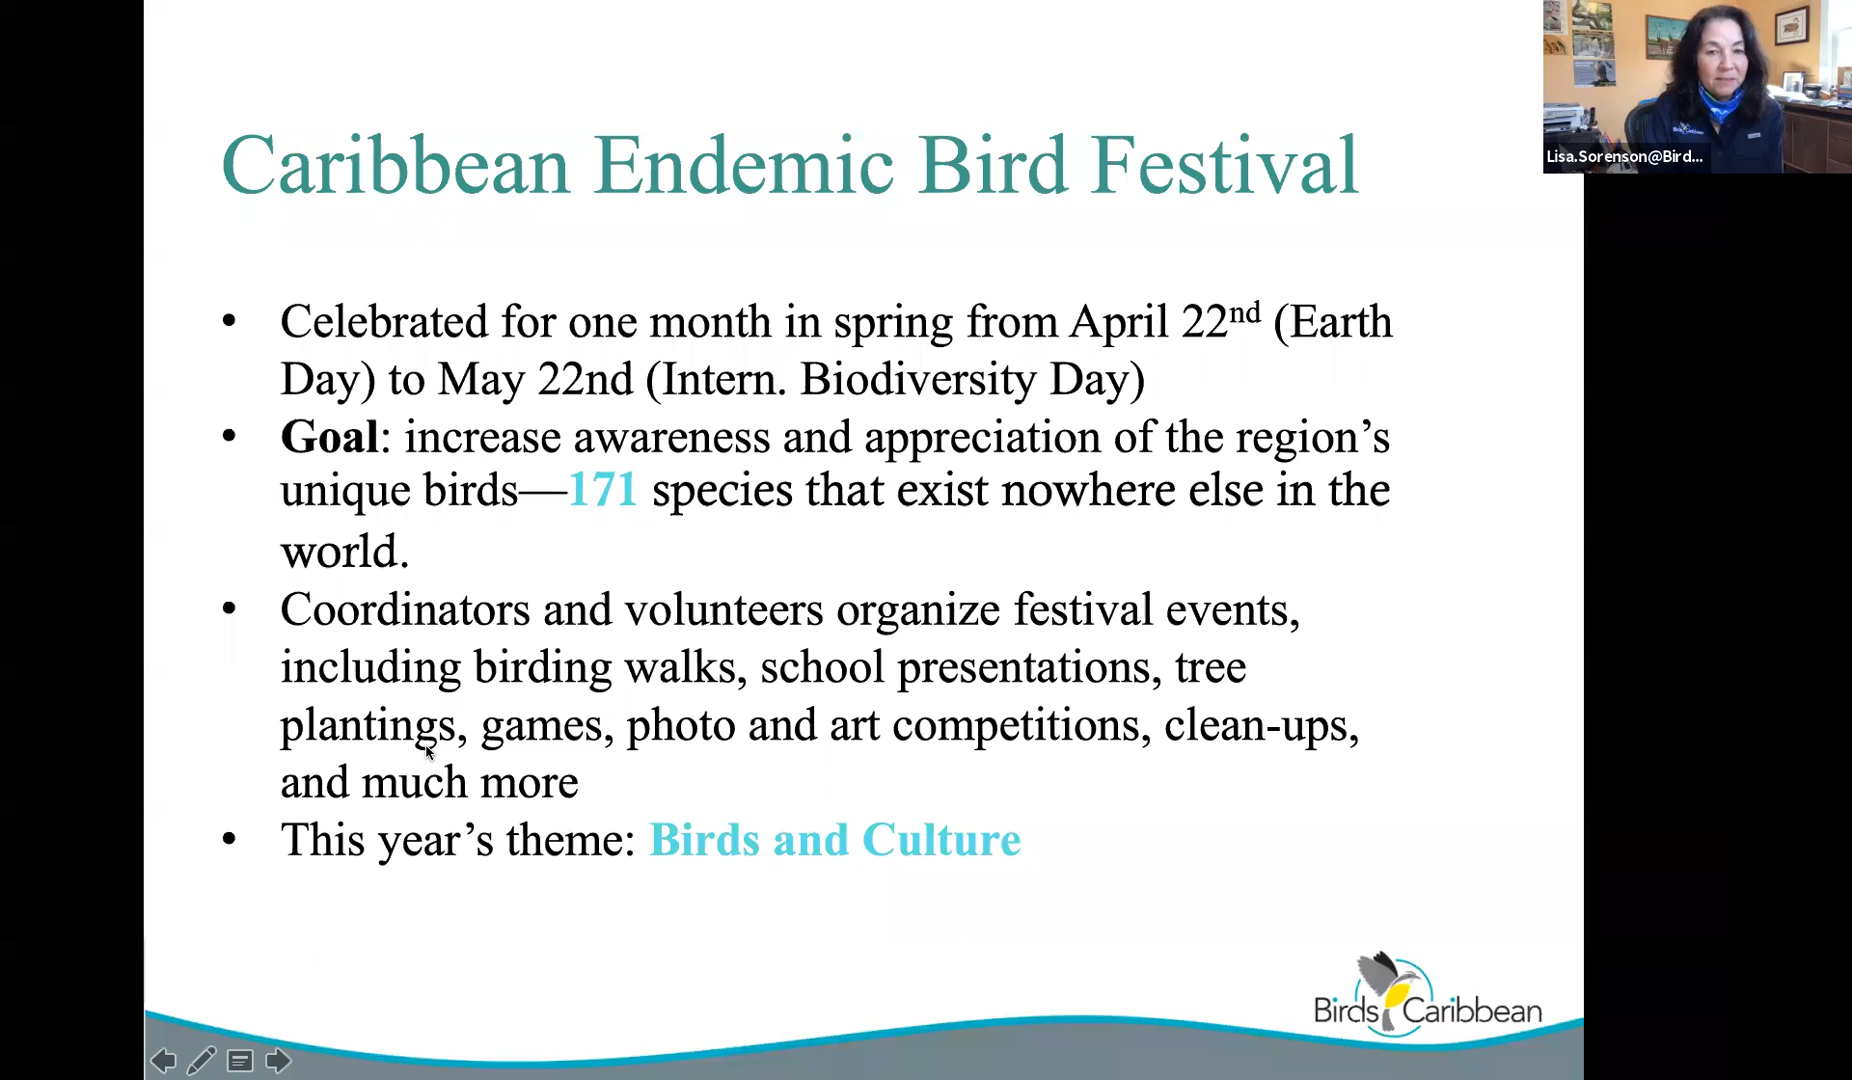 Caribbean Endemic Bird Festival
Lisa.Sorenson@Bird...
• Celebrated for one month in spring from April 22nd (Earth
Day) to May 22nd (Intern. Biodiversity Day)
• Goal: increase awareness and appreciation of the region’s
unique birds—171 species that exist nowhere else in the
world.
• Coordinators and volunteers organize festival events,
including birding walks, school presentations, tree
plantings, games, photo and art competitions, clean-ups,
and much more
• This year’s theme: Birds and Culture
Birds Caribbean